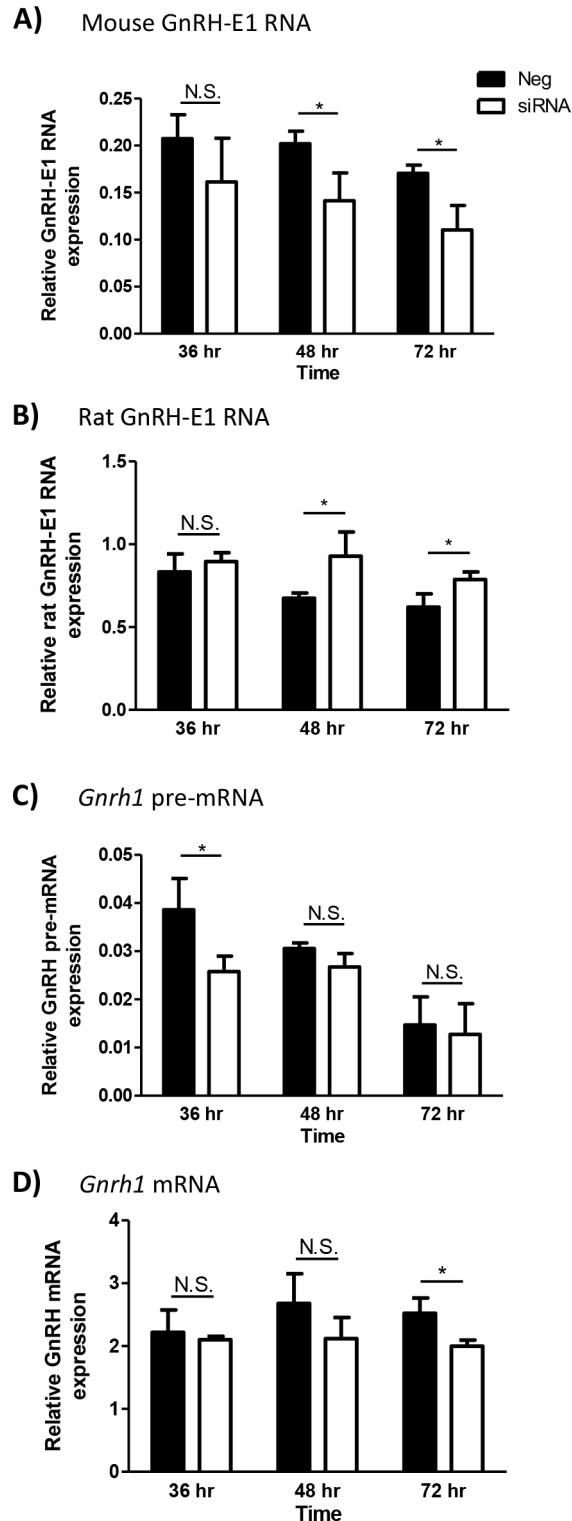 A) Mouse GnRH-E1 RNA
Neg
siRNA
Relative GnRH-E1 RNA
expression
0.25
0.20
0.15
0.10
0.05
0.00
N.S.
*
*
36 hr 48 hr 72 hr
Time
B) Rat GnRH-E1 RNA
Relative rat GnRH-E1 RNA
expression
1.5
1.0
0.5
0.0
N.S.
*
*
36 hr 48 hr 72 hr
C) Gnrh1 pre-mRNA
Relative GnRH pre-mRNA
expression
0.05
0.04
0.03
0.02
0.01
0.00
*
N.S.
N.S.
36 hr 48 hr 72 hr
Time
D) Gnrh1 mRNA
Relative GnRH mRNA
expression
4
3
2
1
0
N.S.
N.S.
*
36 hr 48 hr 72 hr
Time